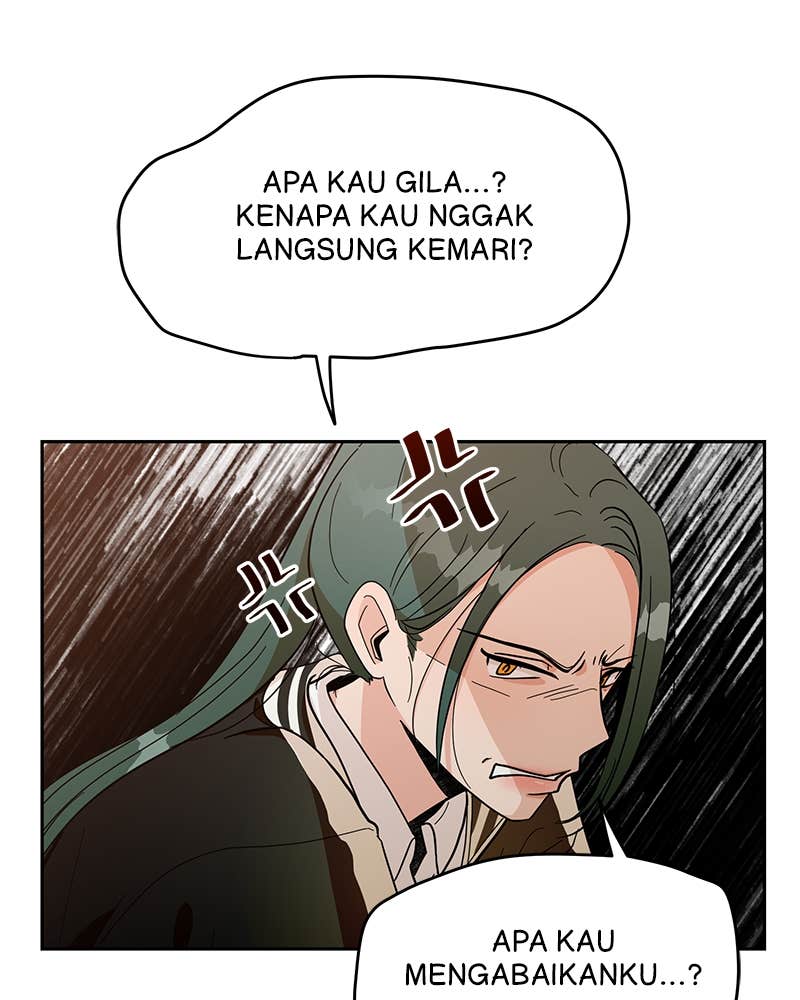 APA KAU GILA...?
KENAPA KAU NGGAK
LANGSUNG KEMARI?
APA KAU
MENGABAIKANKU...?